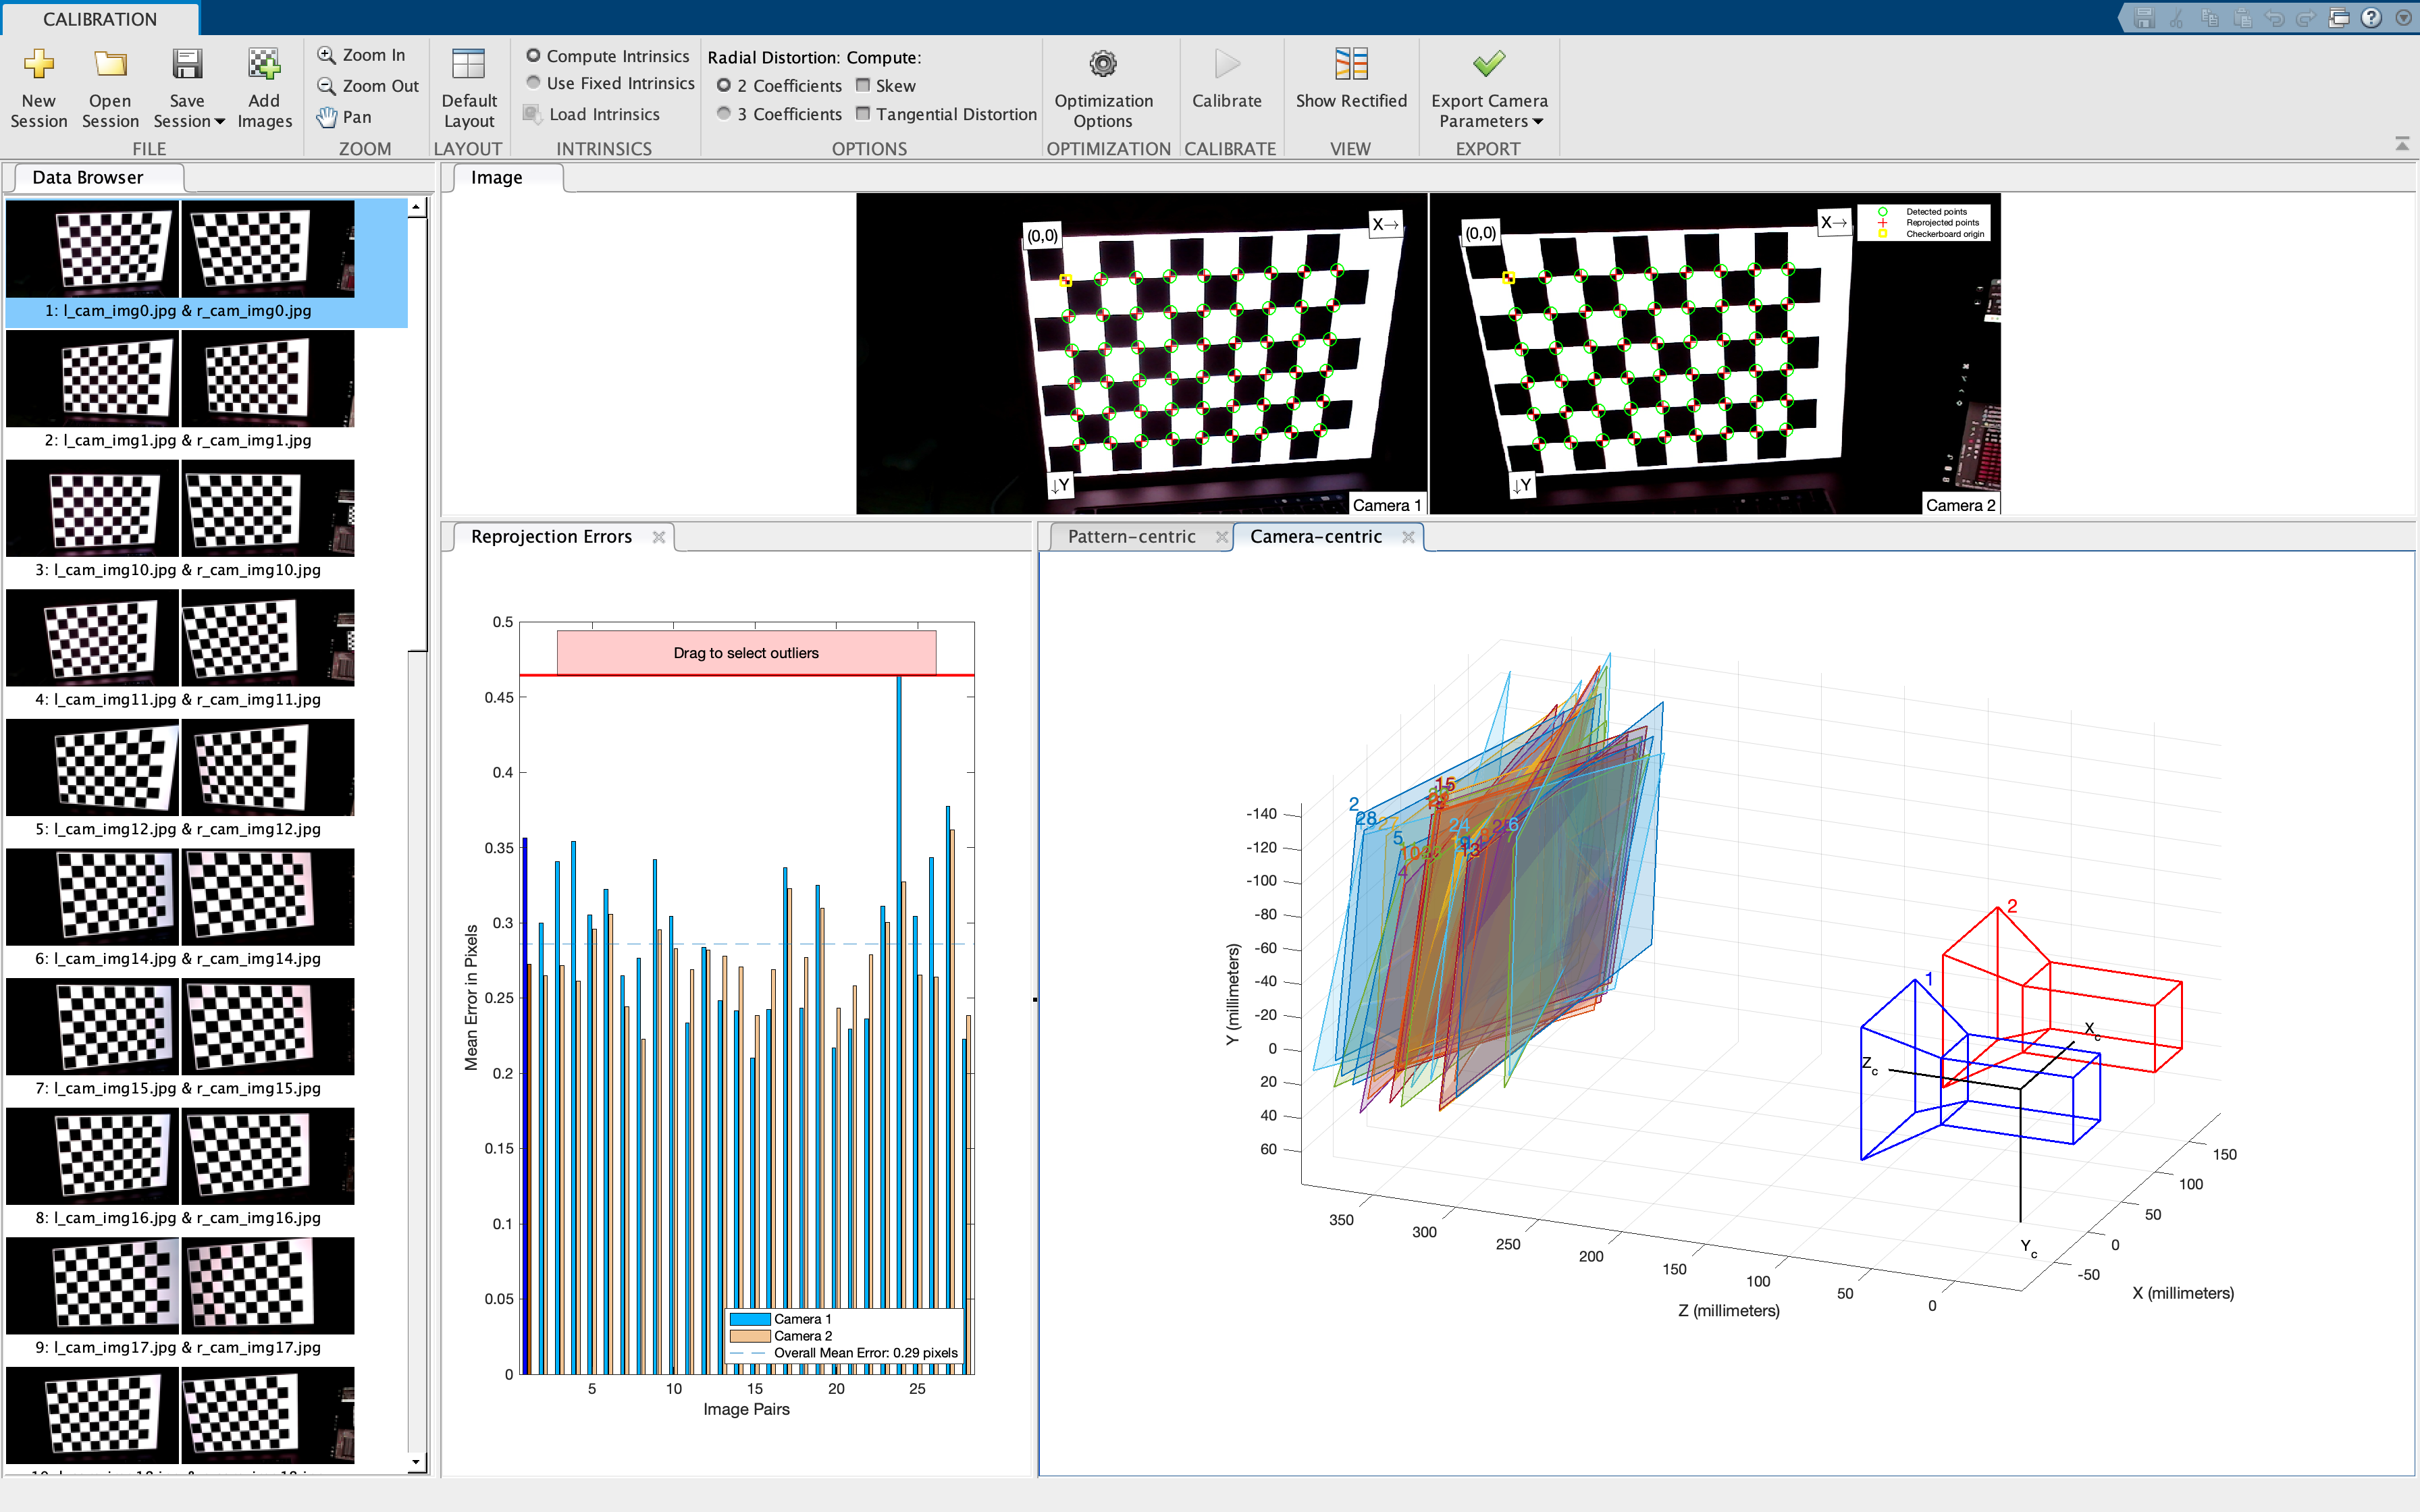 CALIBRATION
New Session
Open Session
Save Session
Add Images
FILE
Zoom In
Zoom Out
Pan
ZOOM
Default Layout
LAYOUT
Compute Intrinsics
Use Fixed Intrinsics
Load Intrinsics
INTRINSICS
Radial Distortion: Compute:
2 Coefficients Skew
3 Coefficients Tangential Distortion
OPTIONS
Optimization Options
OPTIMIZATION
Calibrate
CALIBRATE
Show Rectified
VIEW
Export Camera Parameters
EXPORT
Data Browser
1: l_cam_img0.jpg & r_cam_img0.jpg
2: l_cam_img1.jpg & r_cam_img1.jpg
3: l_cam_img10.jpg & r_cam_img10.jpg
4: l_cam_img11.jpg & r_cam_img11.jpg
5: l_cam_img12.jpg & r_cam_img12.jpg
6: l_cam_img14.jpg & r_cam_img14.jpg
7: l_cam_img15.jpg & r_cam_img15.jpg
8: l_cam_img16.jpg & r_cam_img16.jpg
9: l_cam_img17.jpg & r_cam_img17.jpg
Image
(0,0)
X→
↓Y
Camera 1
(0,0)
X→
↓Y
Camera 2
Detected points
Reprojected points
Checkerboard origin
Reprojection Errors
Drag to select outliers
0.5
0.45
0.4
0.35
0.3
0.25
0.2
0.15
0.1
0.05
0
Mean Error in Pixels
5 10 15 20 25
Image Pairs
Camera 1
Camera 2
Overall Mean Error: 0.29 pixels
Pattern-centric
Camera-centric
15
2
28
5
24
6
13
4
-140
-120
-100
-80
-60
-40
-20
0
20
40
60
Y (millimeters)
350 300 250 200 150 100 50 0
Z (millimeters)
150
100
50
0
-50
X (millimeters)
2
1
Xc
Zc
Yc